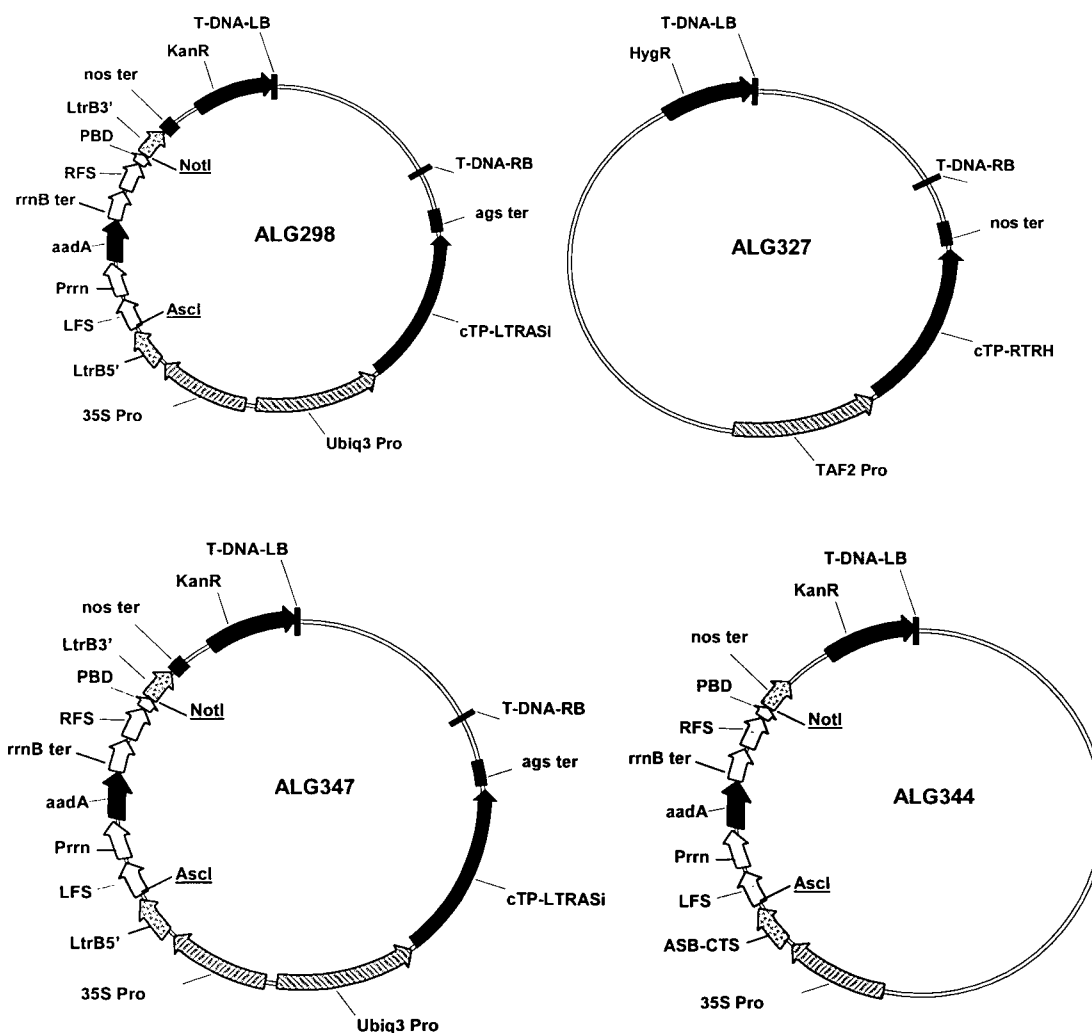 T-DNA-LB
KanR
nos ter
LtrB3'
PBD
NotI
RFS
rrnB ter
aadA
Prrn
AscI
LFS
LtrB5'
35S Pro
Ubiq3 Pro
cTP-LTRASi
ags ter
T-DNA-RB
ALG298
T-DNA-LB
HygR
T-DNA-RB
nos ter
ALG327
cTP-RTRH
TAF2 Pro
T-DNA-LB
KanR
nos ter
LtrB3'
PBD
NotI
RFS
rrnB ter
aadA
Prrn
AscI
LFS
LtrB5'
35S Pro
Ubiq3 Pro
cTP-LTRASi
ags ter
T-DNA-RB
ALG347
T-DNA-LB
KanR
nos ter
PBD
NotI
RFS
rrnB ter
aadA
ALG344
Prrn
AscI
LFS
ASB-CTS
35S Pro